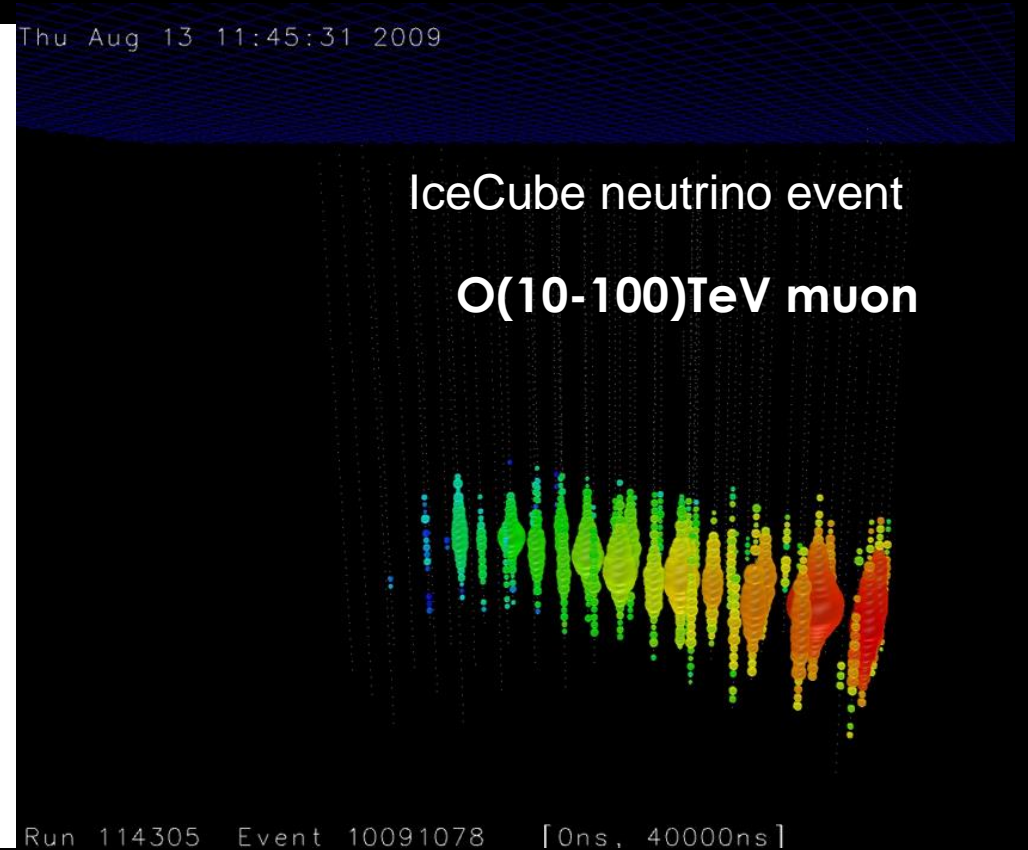 Thu Aug 13 11:45:31 2009
IceCube neutrino event
O(10-100)TeV muon
Run 114305 Event 10091078 [0ns, 40000ns]